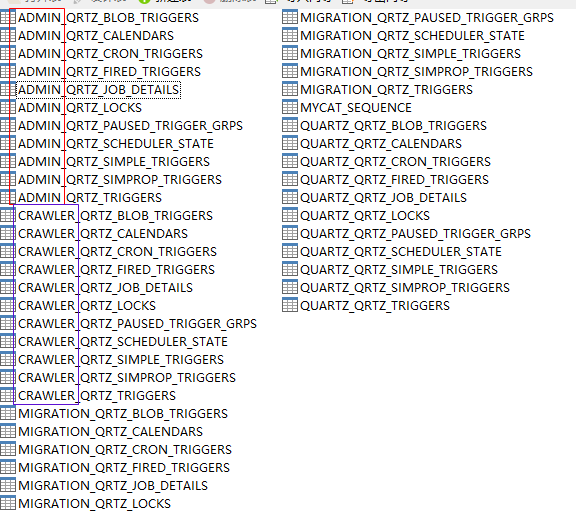 ADMIN_QRTZ_BLOB_TRIGGERS
ADMIN_QRTZ_CALENDARS
ADMIN_QRTZ_CRON_TRIGGERS
ADMIN_QRTZ_FIRED_TRIGGERS
ADMIN_QRTZ_JOB_DETAILS
ADMIN_QRTZ_LOCKS
ADMIN_QRTZ_PAUSED_TRIGGER_GRPS
ADMIN_QRTZ_SCHEDULER_STATE
ADMIN_QRTZ_SIMPLE_TRIGGERS
ADMIN_QRTZ_SIMPROP_TRIGGERS
ADMIN_QRTZ_TRIGGERS
CRAWLER_QRTZ_BLOB_TRIGGERS
CRAWLER_QRTZ_CALENDARS
CRAWLER_QRTZ_CRON_TRIGGERS
CRAWLER_QRTZ_FIRED_TRIGGERS
CRAWLER_QRTZ_JOB_DETAILS
CRAWLER_QRTZ_LOCKS
CRAWLER_QRTZ_PAUSED_TRIGGER_GRPS
CRAWLER_QRTZ_SCHEDULER_STATE
CRAWLER_QRTZ_SIMPLE_TRIGGERS
CRAWLER_QRTZ_SIMPROP_TRIGGERS
CRAWLER_QRTZ_TRIGGERS
MIGRATION_QRTZ_BLOB_TRIGGERS
MIGRATION_QRTZ_CALENDARS
MIGRATION_QRTZ_CRON_TRIGGERS
MIGRATION_QRTZ_FIRED_TRIGGERS
MIGRATION_QRTZ_JOB_DETAILS
MIGRATION_QRTZ_LOCKS
MIGRATION_QRTZ_PAUSED_TRIGGER_GRPS
MIGRATION_QRTZ_SCHEDULER_STATE
MIGRATION_QRTZ_SIMPLE_TRIGGERS
MIGRATION_QRTZ_SIMPROP_TRIGGERS
MIGRATION_QRTZ_TRIGGERS
MYCAT_SEQUENCE
QUARTZ_QRTZ_BLOB_TRIGGERS
QUARTZ_QRTZ_CALENDARS
QUARTZ_QRTZ_CRON_TRIGGERS
QUARTZ_QRTZ_FIRED_TRIGGERS
QUARTZ_QRTZ_JOB_DETAILS
QUARTZ_QRTZ_LOCKS
QUARTZ_QRTZ_PAUSED_TRIGGER_GRPS
QUARTZ_QRTZ_SCHEDULER_STATE
QUARTZ_QRTZ_SIMPLE_TRIGGERS
QUARTZ_QRTZ_SIMPROP_TRIGGERS
QUARTZ_QRTZ_TRIGGERS